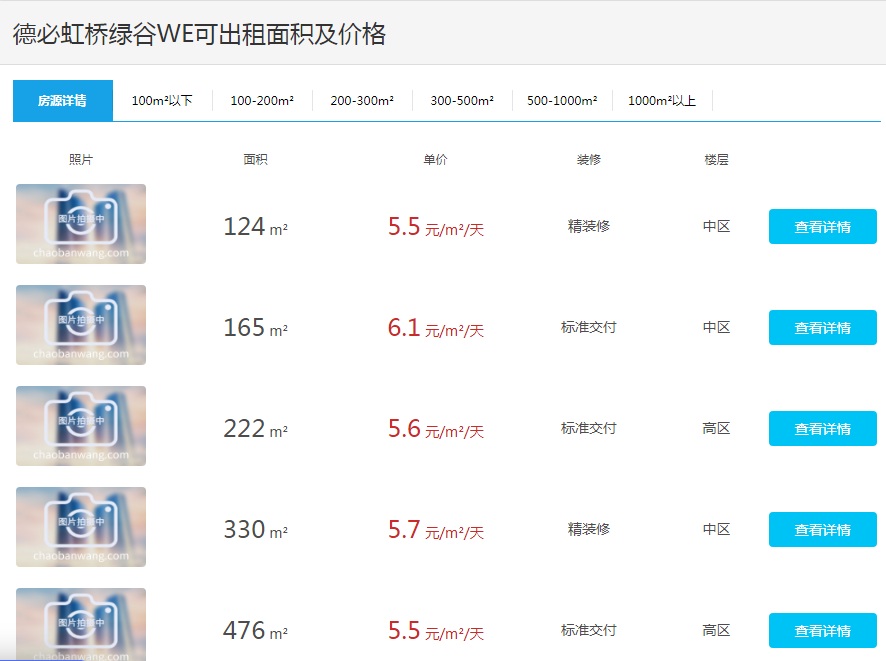 德必虹桥绿谷WE可出租面积及价格
房源详情 100m²以下 100-200m² 200-300m² 300-500m² 500-1000m² 1000m²以上
照片 面积 单价 装修 楼层
图片拍摄中
chaobanwang.com
124 m² 5.5 元/m²/天 精装修 中区 查看详情
图片拍摄中
chaobanwang.com
165 m² 6.1 元/m²/天 标准交付 中区 查看详情
图片拍摄中
chaobanwang.com
222 m² 5.6 元/m²/天 标准交付 高区 查看详情
图片拍摄中
chaobanwang.com
330 m² 5.7 元/m²/天 精装修 中区 查看详情
图片拍摄中
chaobanwang.com
476 m² 5.5 元/m²/天 标准交付 高区 查看详情